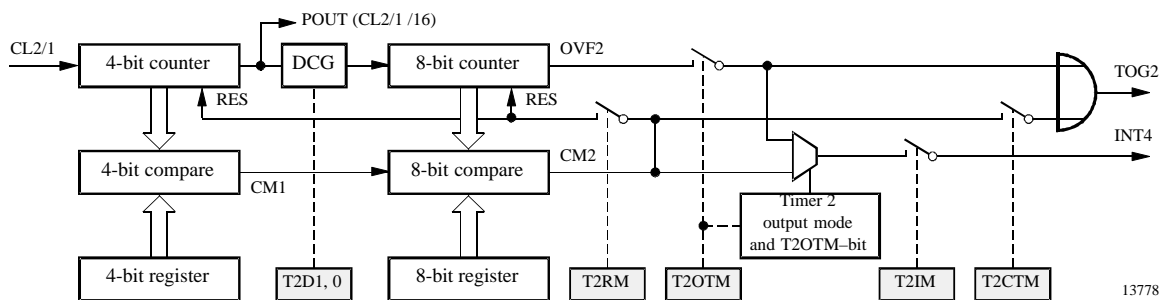 POUT (CL2/1 /16)
CL2/1
4-bit counter
DCG
8-bit counter
OVF2
TOG2
RES
RES
4-bit compare
CM1
8-bit compare
CM2
INT4
Timer 2
output mode
and T2OTM–bit
4-bit register
T2D1, 0
8-bit register
T2RM
T2OTM
T2IM
T2CTM
13778